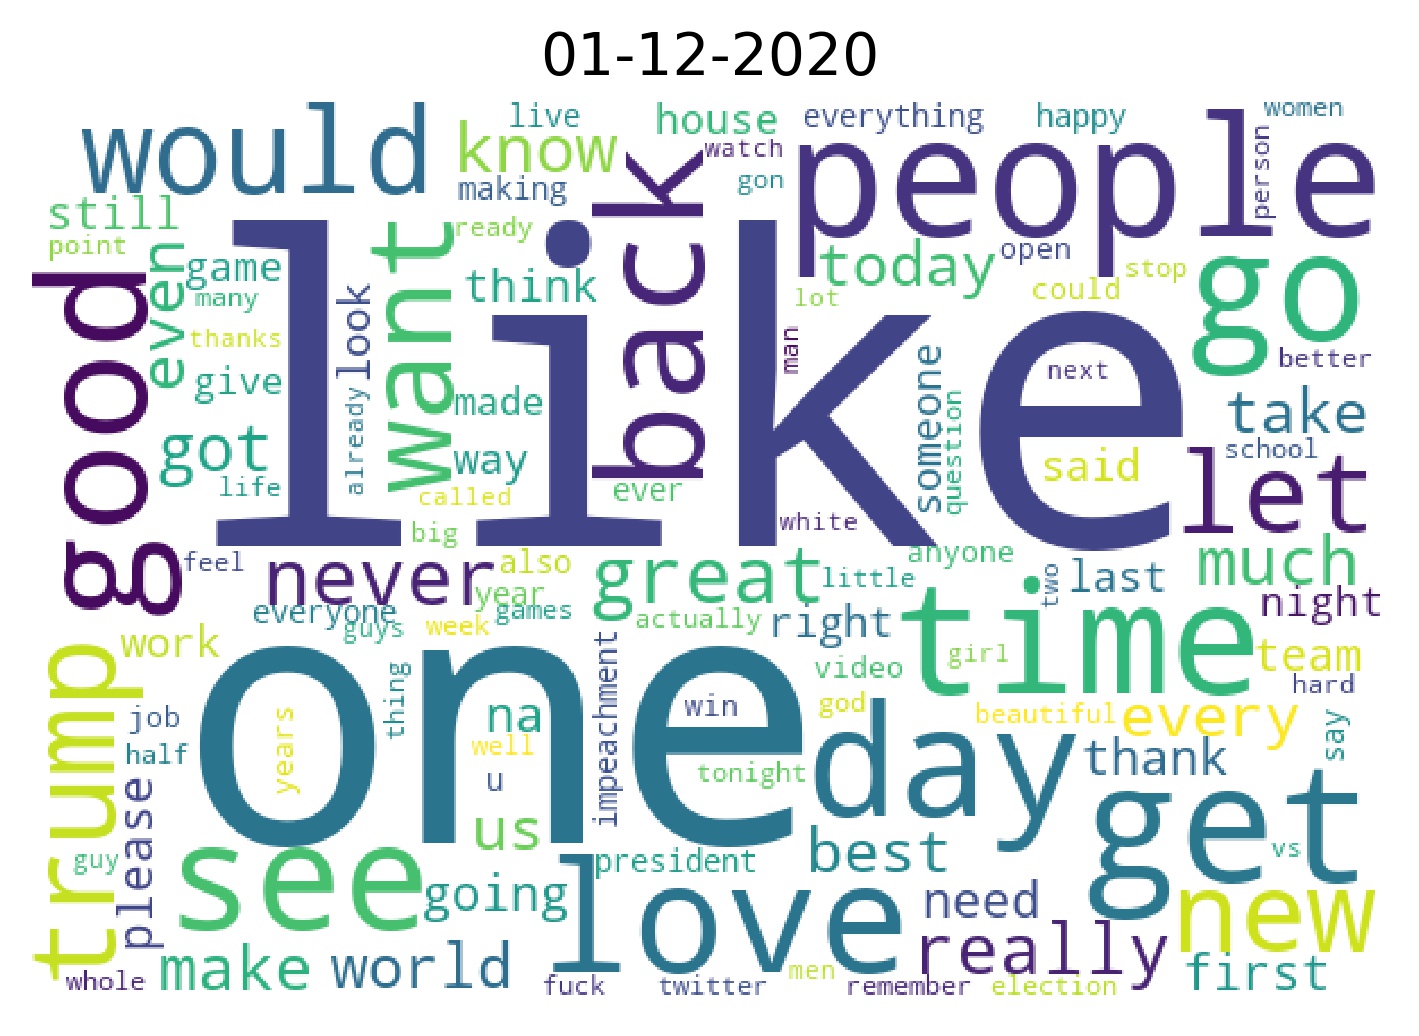 01-12-2020
live
house
everything
happy
women
would
know
watch
people
person
making
gon
back
still
ready
want
point
even
game
think
today
open
stop
go
many
look
like
lot
could
good
thanks
man
better
give
already
made
someone
next
take
got
way
question
said
school
life
called
ever
let
big
white
feel
never
also
great
anyone
much
little
time
two
last
year
everyone
games
night
guys
week
actually
right
work
girl
team
video
trump
thing
impeachment
hard
job
one
na
win
god
beautiful
every
say
half
years
well
day
thank
please
u
tonight
get
us
best
vs
guy
see
president
going
love
need
new
make
world
really
first
whole
fuck
twitter
men
remember
election